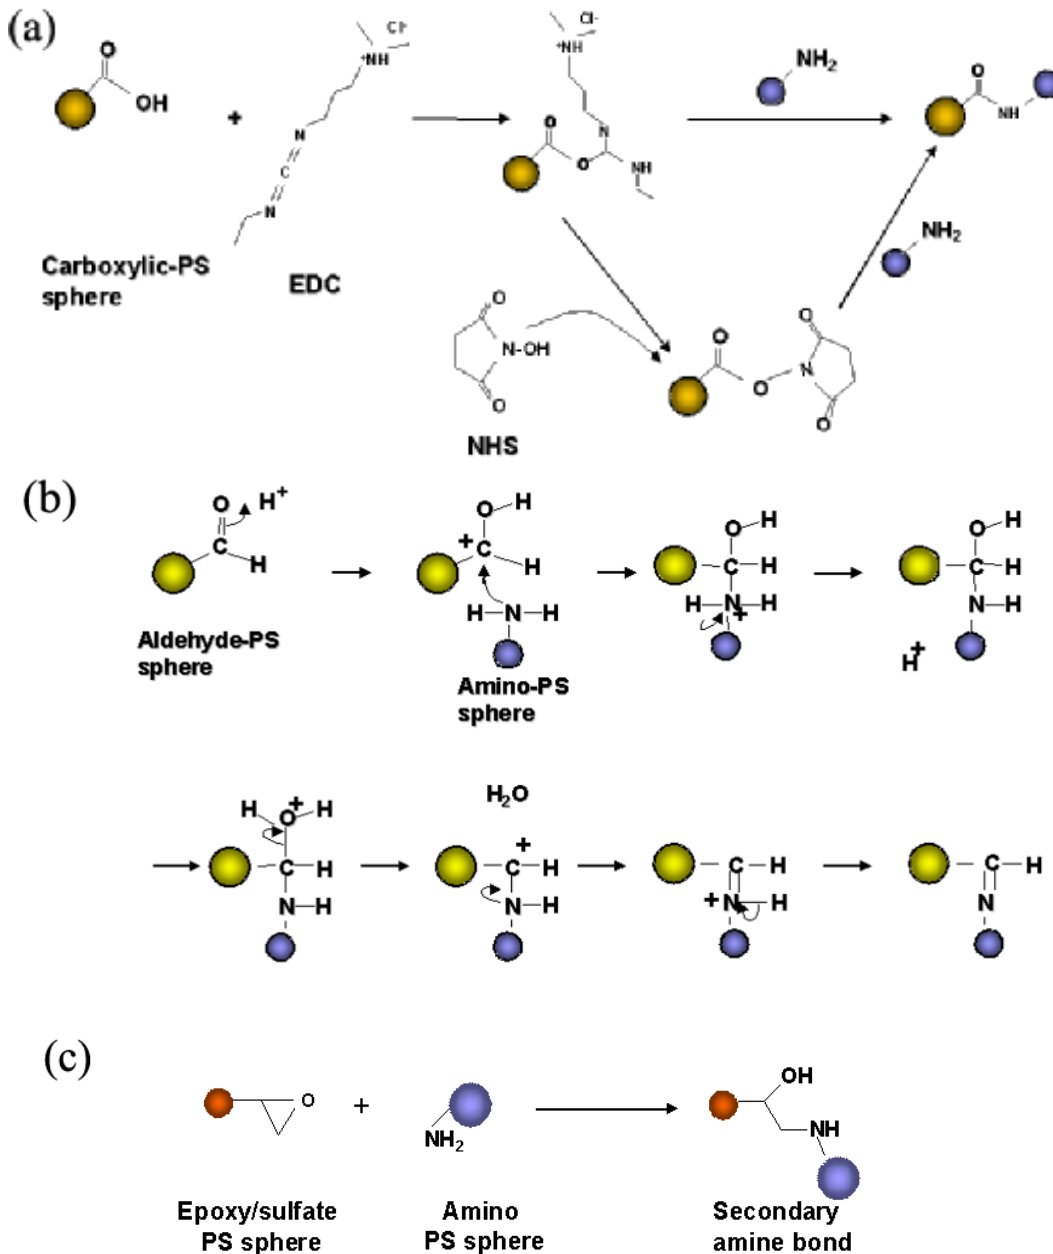 (a)
Cl-
+NH
O
OH
+
N
C
N
Carboxylic-PS
sphere
EDC
Cl-
+NH
O
N
O
NH
NH2
O
NH
NH2
O
N-OH
O
NHS
O
O
N
O
O
(b)
O
H+
C
H
Aldehyde-PS
sphere
O-H
+
C
H
H-N-H
Amino-PS
sphere
O-H
C-H
H-N-H
+
O-H
C-H
N-H
H+
H
+
O-H
C-H
N-H
H2O
+
C-H
N-H
C-H
+N-H
C-H
N
(c)
O
+
NH2
OH
NH
Epoxy/sulfate
PS sphere
Amino
PS sphere
Secondary
amine bond